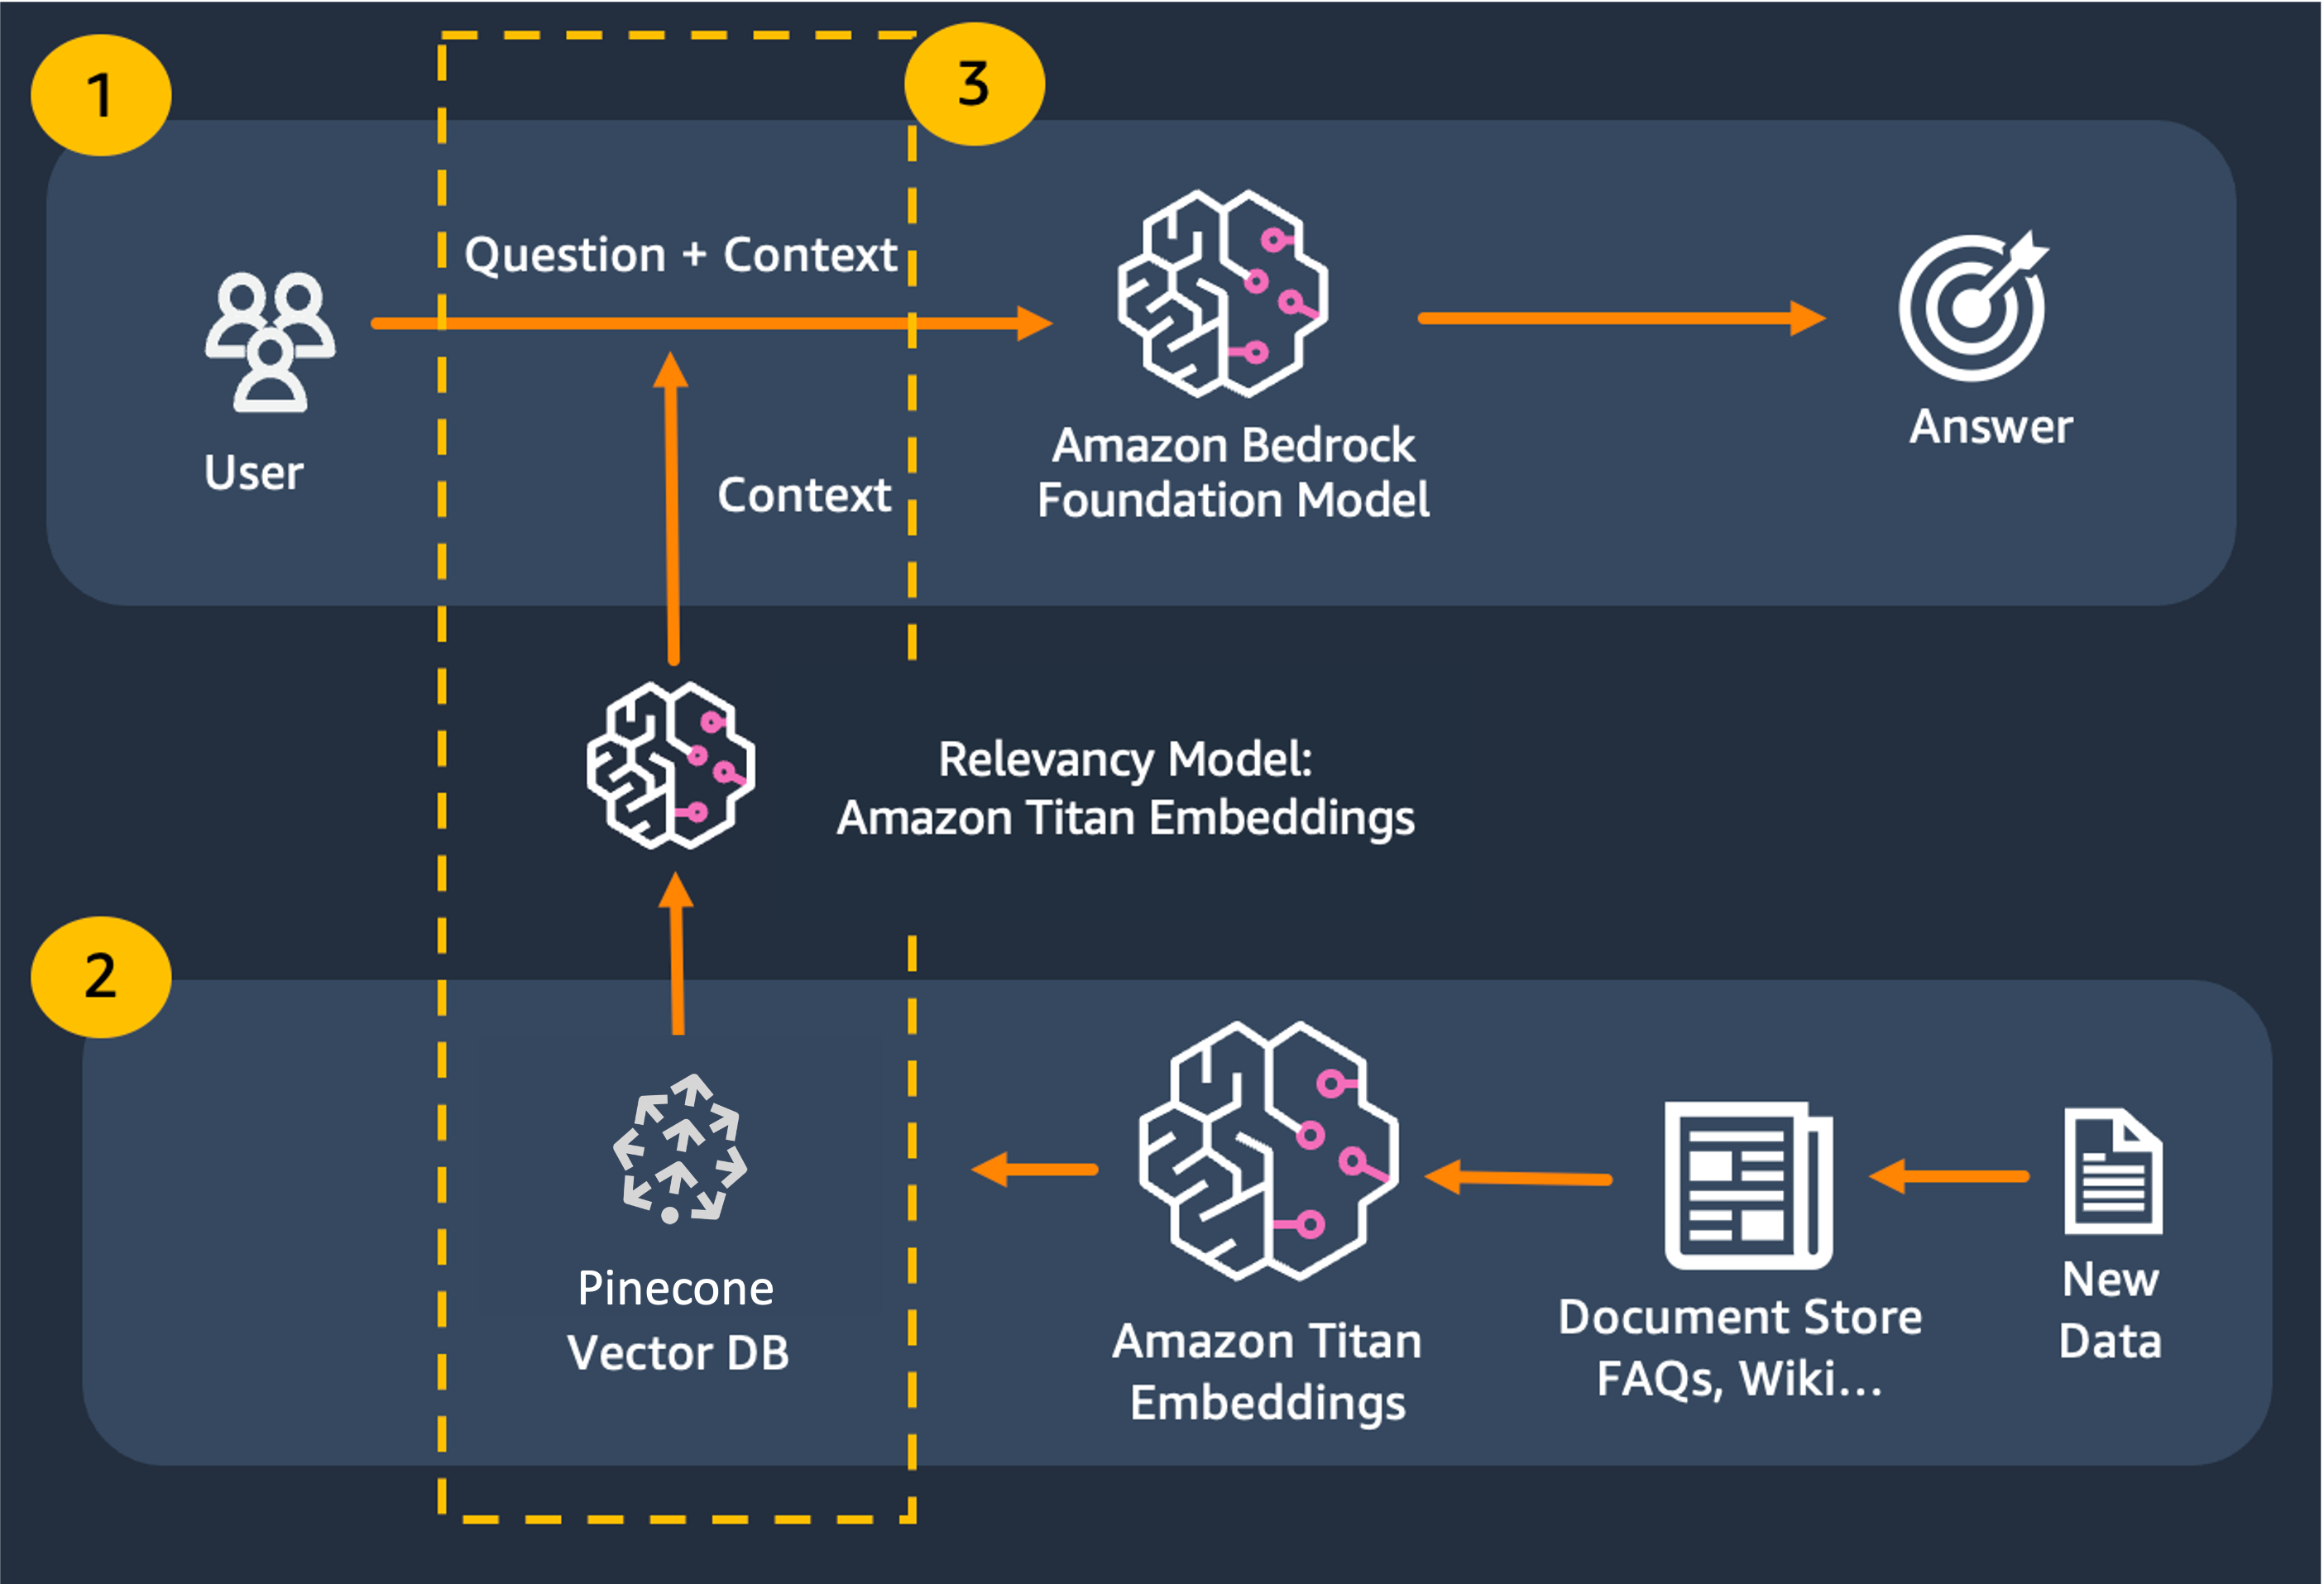 1
3
Question + Context
User
Context
Amazon Bedrock
Foundation Model
Answer
Relevancy Model:
Amazon Titan Embeddings
2
Pinecone
Vector DB
Amazon Titan
Embeddings
Document Store
FAQs, Wiki...
New
Data